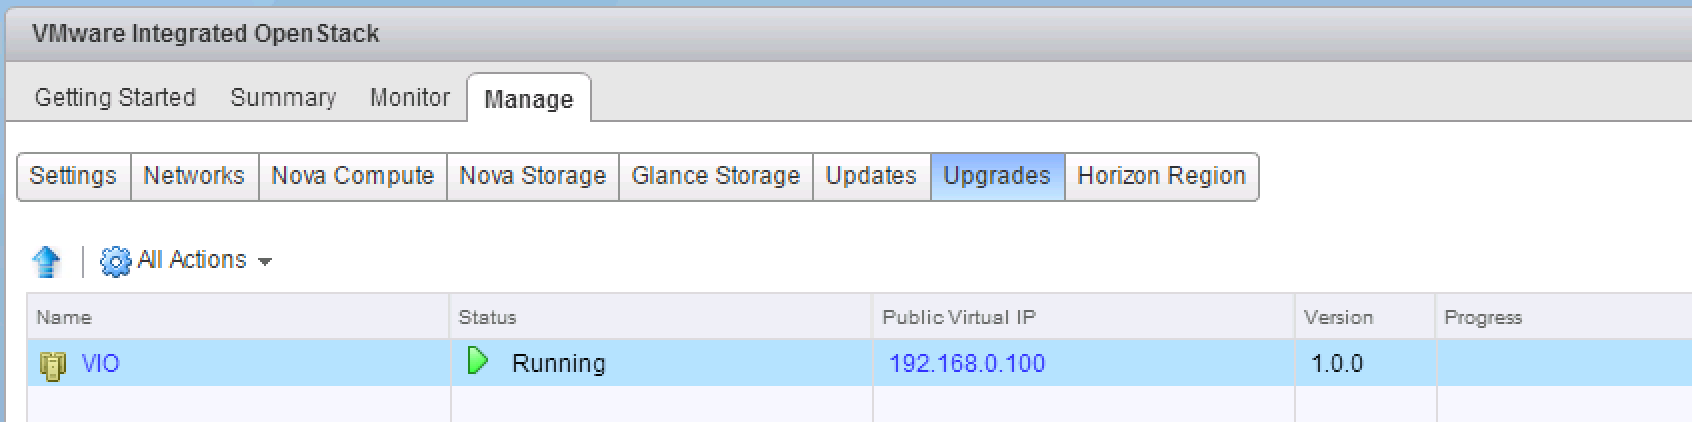 VMware Integrated OpenStack
Getting Started Summary Monitor Manage
Settings Networks Nova Compute Nova Storage Glance Storage Updates Upgrades Horizon Region
All Actions
Name Status Public Virtual IP Version Progress
VIO Running 192.168.0.100 1.0.0